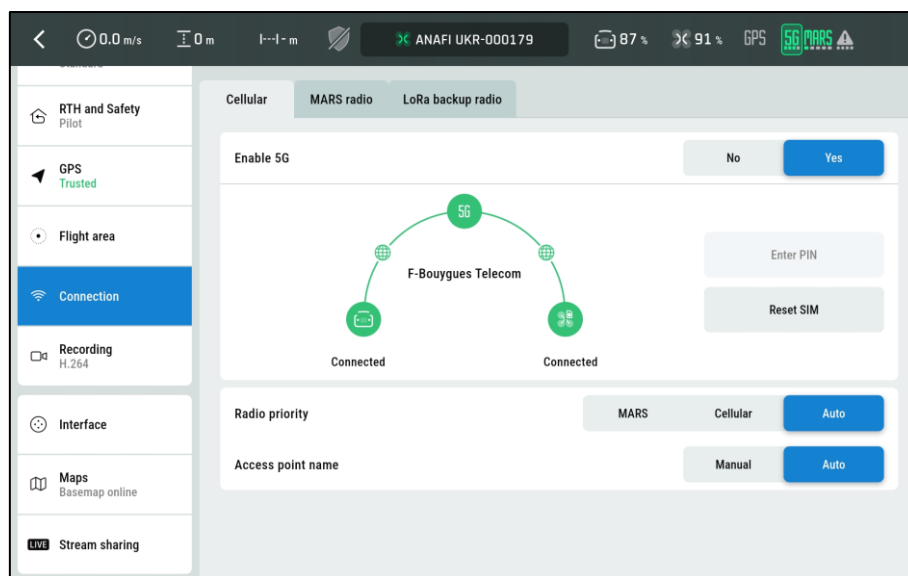 0.0 m/s
0 m
I---I - m
ANAFI UKR-000179
87 %
91 %
GPS
5G
MARS
RTH and Safety
Pilot
GPS
Trusted
Flight area
Connection
Recording
H.264
Interface
Maps
Basemap online
LIVE
Stream sharing
Cellular
MARS radio
LoRa backup radio
Enable 5G
No
Yes
5G
F-Bouygues Telecom
Enter PIN
Reset SIM
Connected
Connected
Radio priority
MARS
Cellular
Auto
Access point name
Manual
Auto